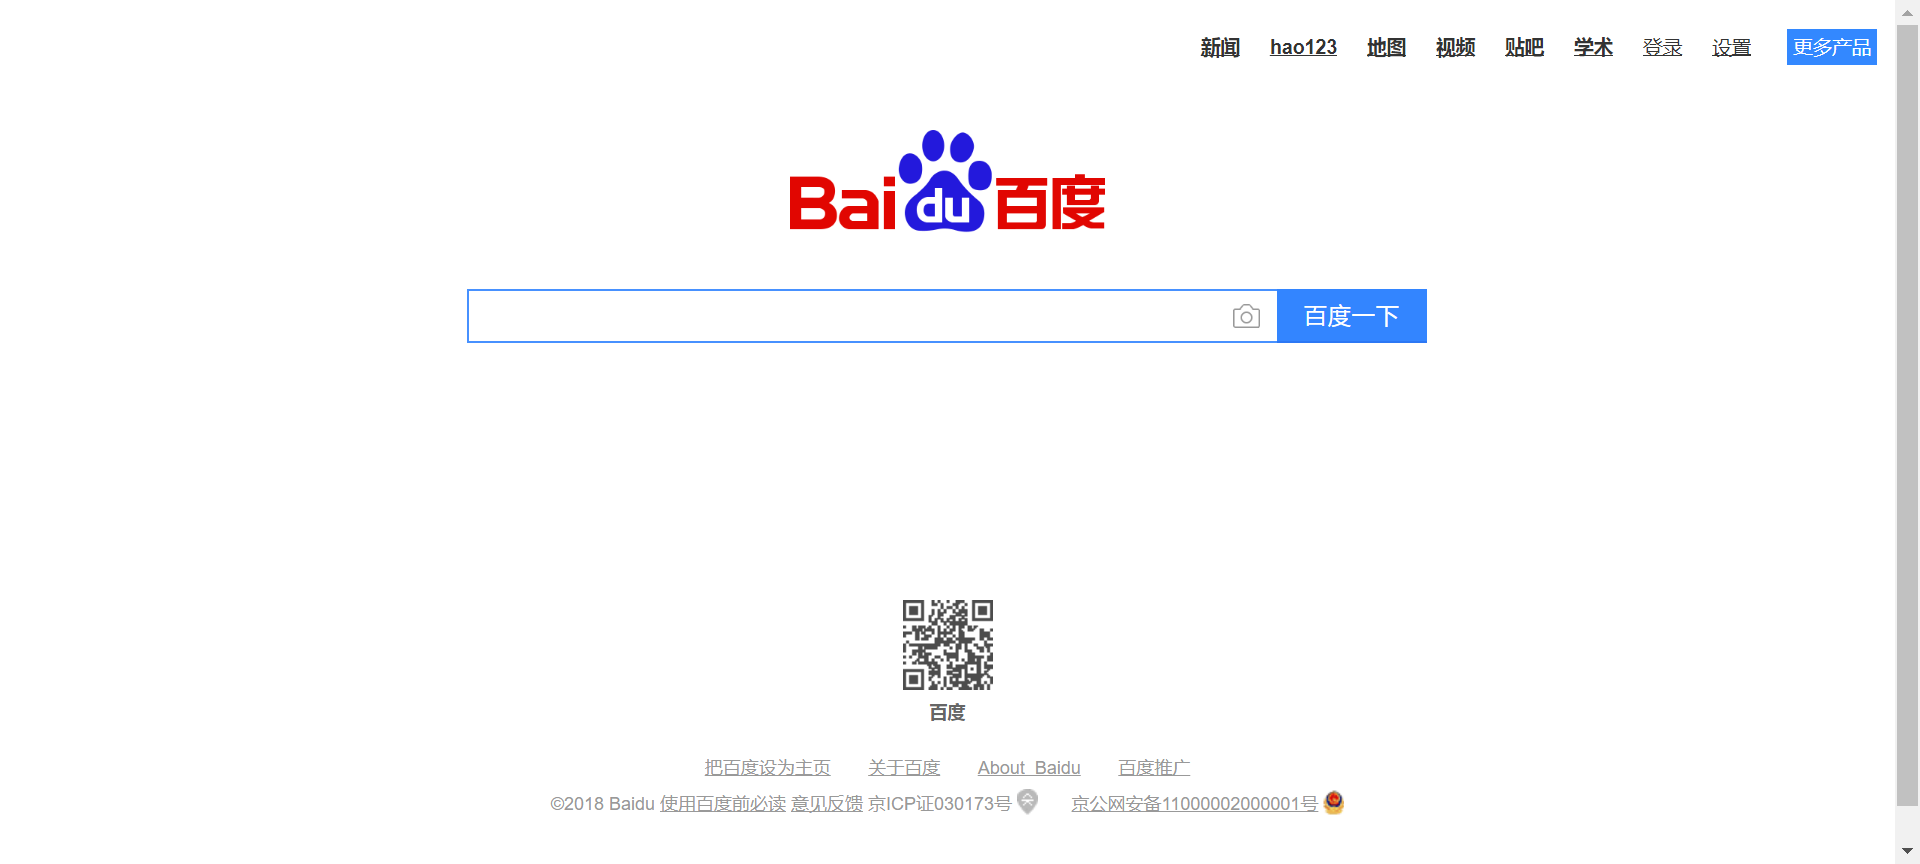 新闻 hao123 地图 视频 贴吧 学术 登录 设置 更多产品
Bai du 百度
百度一下
百度
把百度设为主页 关于百度 About Baidu 百度推广
©2018 Baidu 使用百度前必读 意见反馈 京ICP证030173号 京公网安备11000002000001号